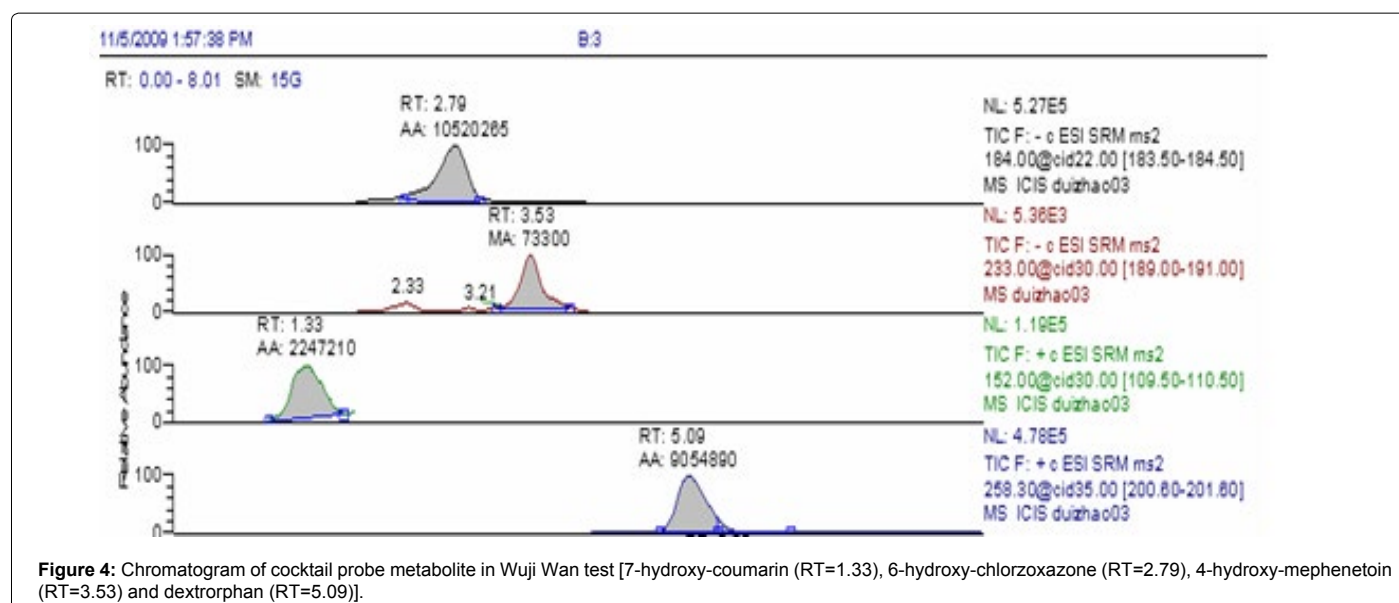 11/5/2009 1:57:38 PM B:3
RT: 0.00 - 8.01 SM: 15G
RT: 2.79
AA: 10520265
100
0
NL: 5.27E5
TIC F: - c ESI SRM ms2
184.00@cid22.00 [183.50-184.50]
MS ICIS duizhao03
RT: 3.53
MA: 73300
100
2.33
3.21
0
NL: 5.36E3
TIC F: - c ESI SRM ms2
233.00@cid30.00 [189.00-191.00]
MS duizhao03
RT: 1.33
AA: 2247210
100
0
NL: 1.19E5
TIC F: + c ESI SRM ms2
152.00@cid30.00 [109.50-110.50]
MS ICIS duizhao03
RT: 5.09
AA: 9054890
100
0
NL: 4.78E5
TIC F: + c ESI SRM ms2
258.30@cid35.00 [200.60-201.60]
MS ICIS duizhao03
Relative Abundance
Figure 4: Chromatogram of cocktail probe metabolite in Wuji Wan test [7-hydroxy-coumarin (RT=1.33), 6-hydroxy-chlorzoxazone (RT=2.79), 4-hydroxy-mephenetoin
(RT=3.53) and dextrorphan (RT=5.09)].